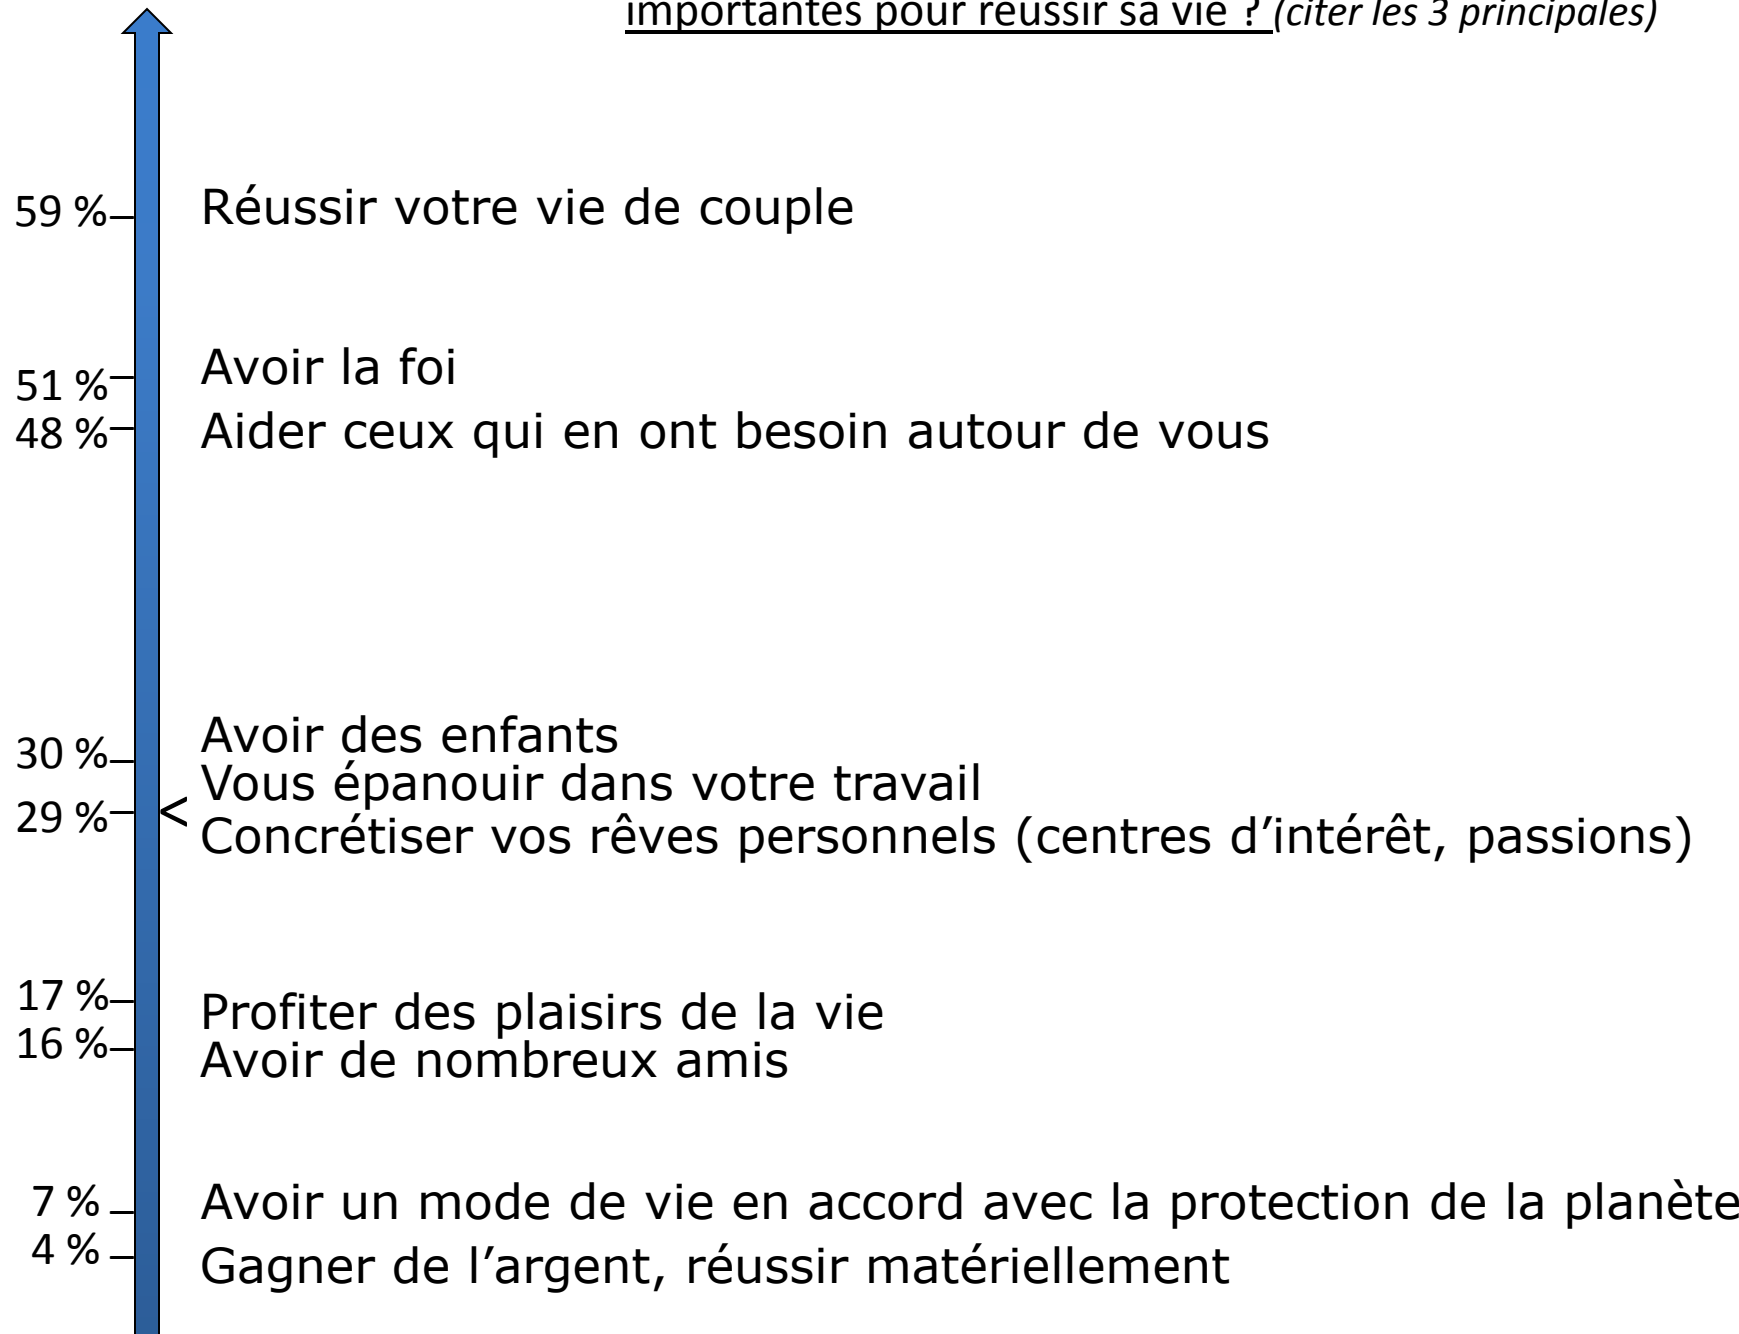 importantes pour réussir sa vie ? (citer les 3 principales)
59 % Réussir votre vie de couple
51 % Avoir la foi
48 % Aider ceux qui en ont besoin autour de vous
30 % Avoir des enfants
Vous épanouir dans votre travail
29 % <
Concrétiser vos rêves personnels (centres d’intérêt, passions)
17 % Profiter des plaisirs de la vie
16 % Avoir de nombreux amis
7 % Avoir un mode de vie en accord avec la protection de la planète
4 % Gagner de l’argent, réussir matériellement